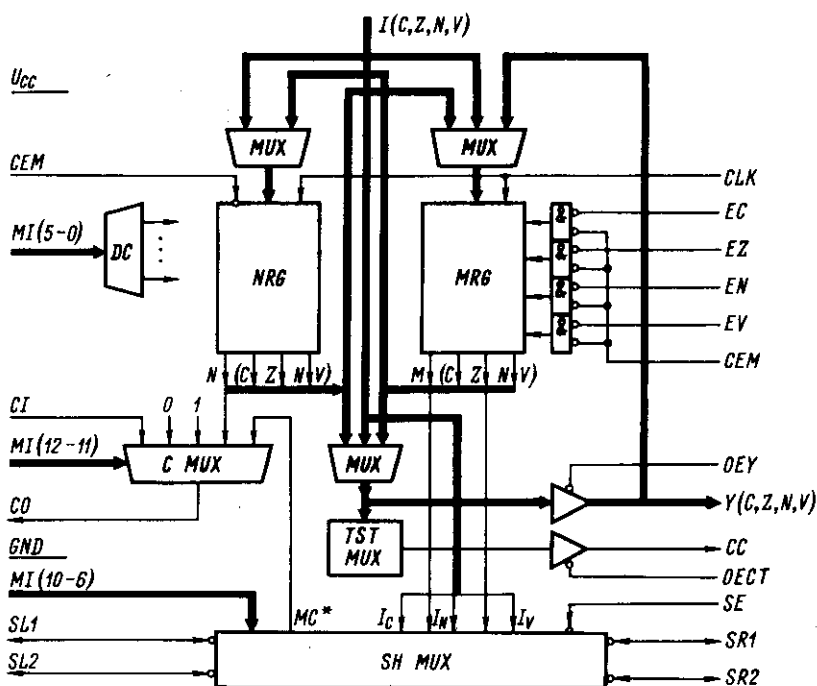 I(C,Z,N,V)
UCC
MUX
MUX
CEM
CLK
MI(5-0)
DC
NRG
MRG
&
&
&
&
EC
EZ
EN
EV
CEM
N (C Z N V)
M (C Z N V)
CI
0
1
MI(12-11)
C MUX
MUX
OEY
CO
Y(C,Z,N,V)
GND
TST
MUX
CC
OECT
MI(10-6)
MC*
IC
IN
IV
SE
SL1
SR1
SL2
SH MUX
SR2